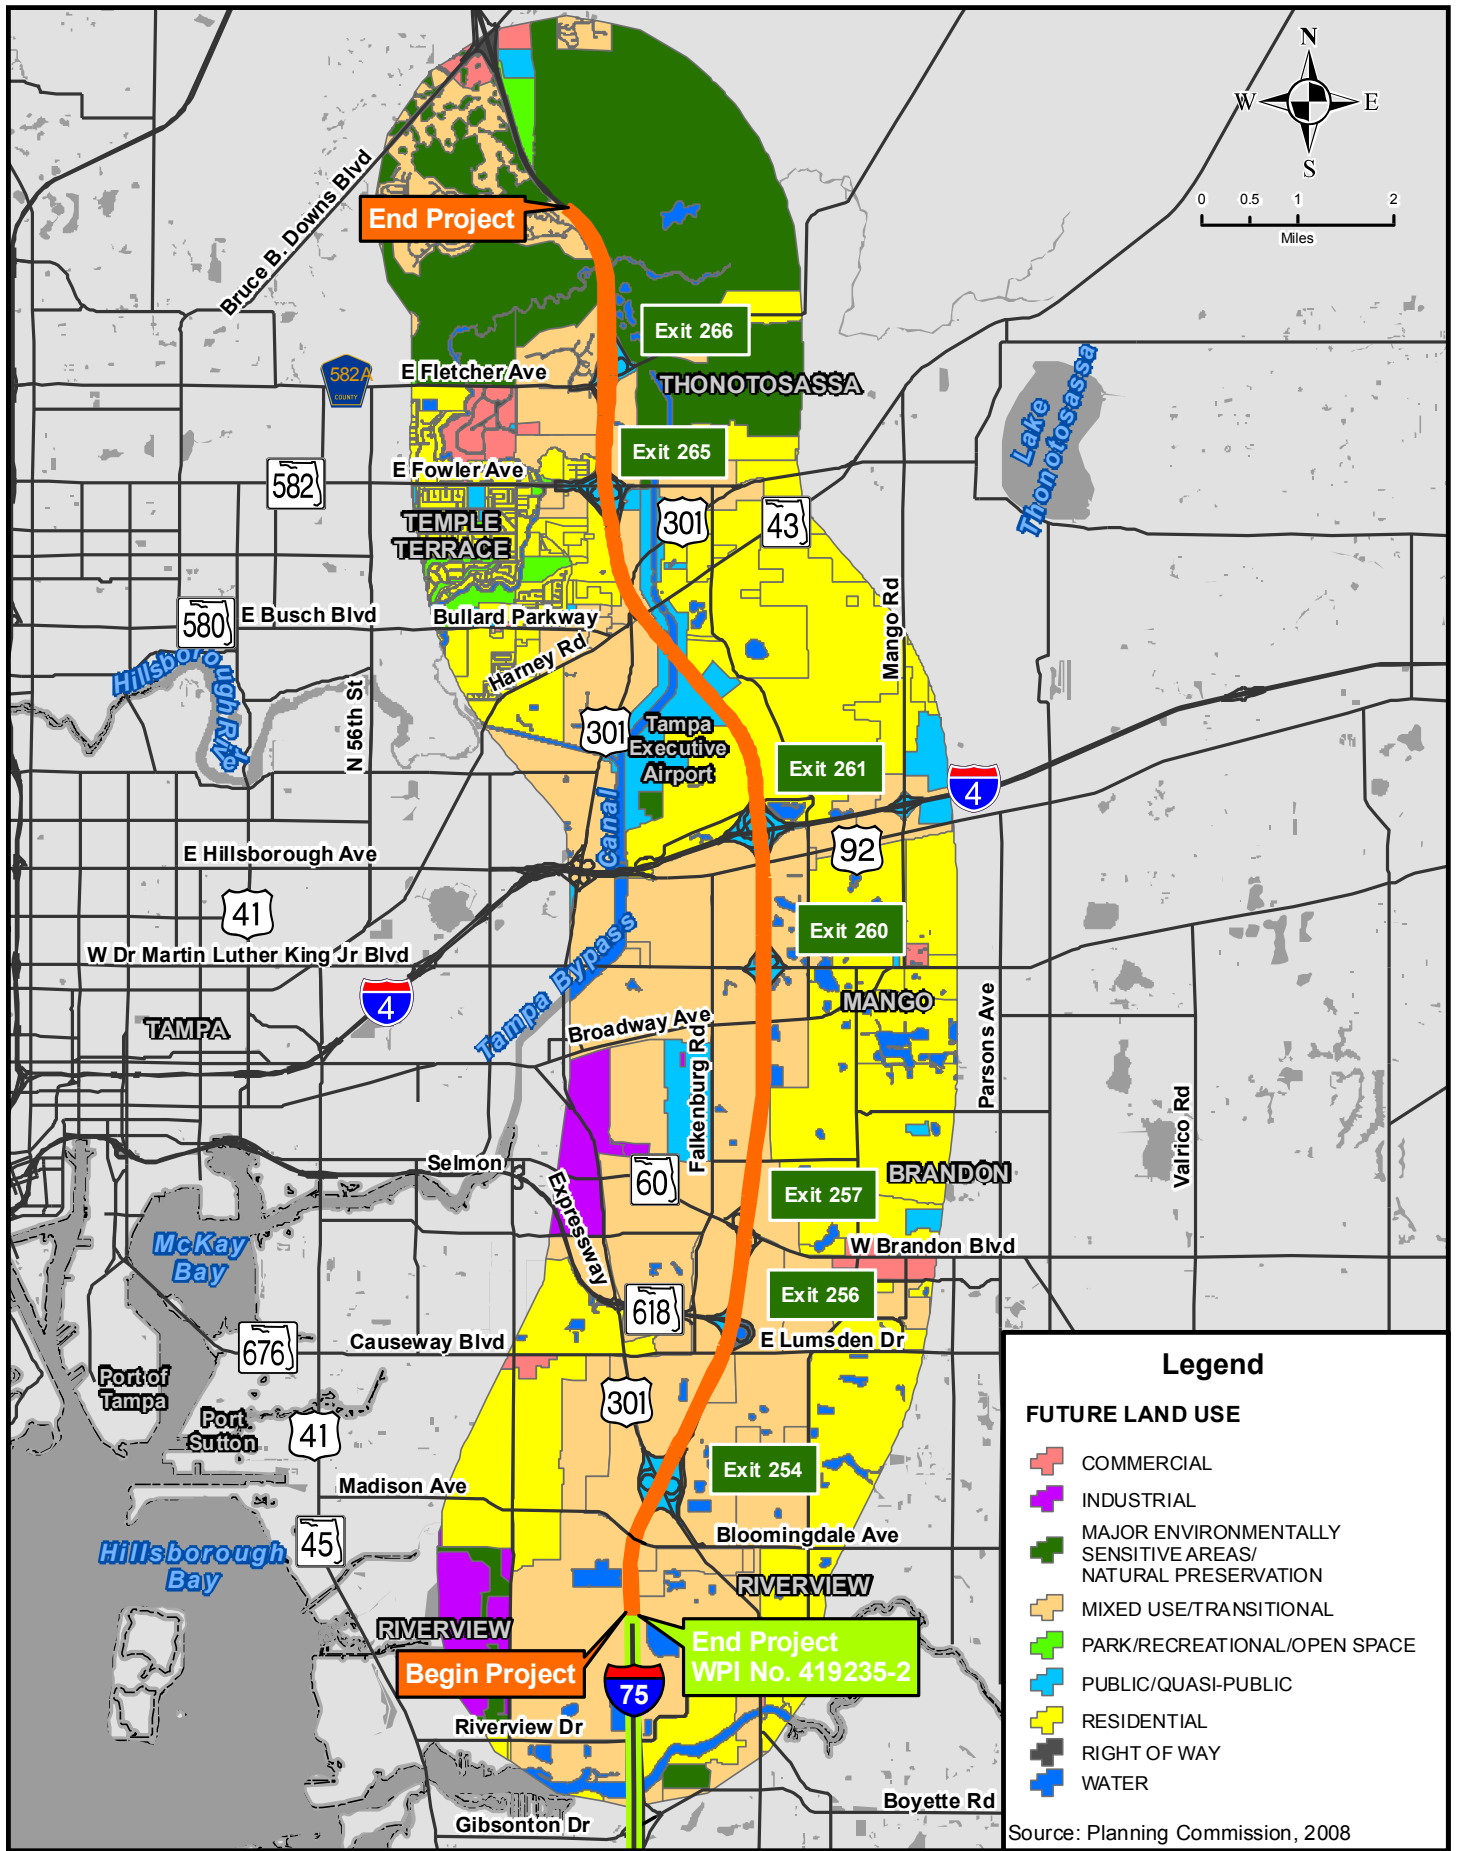 N
W
E
S
0
0.5
1
2
Miles
Bruce B. Downs Blvd
End Project
Exit 266
582A
COUNTY
E Fletcher Ave
THONOTOSASSA
Lake
Thonotosassa
Exit 265
E Fowler Ave
582
301
43
TEMPLE
TERRACE
580
E Busch Blvd
Bullard Parkway
Mango Rd
Hillsborough River
Harney Rd
N 56th St
301
Tampa
Executive
Airport
Exit 261
4
Canal
92
E Hillsborough Ave
41
Exit 260
W Dr Martin Luther King Jr Blvd
4
Tampa Bypass
MANGO
TAMPA
Broadway Ave
Falkenburg Rd
Parsons Ave
Valrico Rd
Selmon
Expressway
60
BRANDON
Exit 257
McKay
Bay
W Brandon Blvd
Exit 256
618
E Lumsden Dr
676
Causeway Blvd
Port of
Tampa
301
Port
Sutton
41
Exit 254
Madison Ave
45
Bloomingdale Ave
Hillsborough
Bay
RIVERVIEW
RIVERVIEW
Begin Project
End Project
WPI No. 419235-2
75
Riverview Dr
Boyette Rd
Gibsonton Dr
Legend
FUTURE LAND USE
COMMERCIAL
INDUSTRIAL
MAJOR ENVIRONMENTALLY
SENSITIVE AREAS/
NATURAL PRESERVATION
MIXED USE/TRANSITIONAL
PARK/RECREATIONAL/OPEN SPACE
PUBLIC/QUASI-PUBLIC
RESIDENTIAL
RIGHT OF WAY
WATER
Source: Planning Commission, 2008